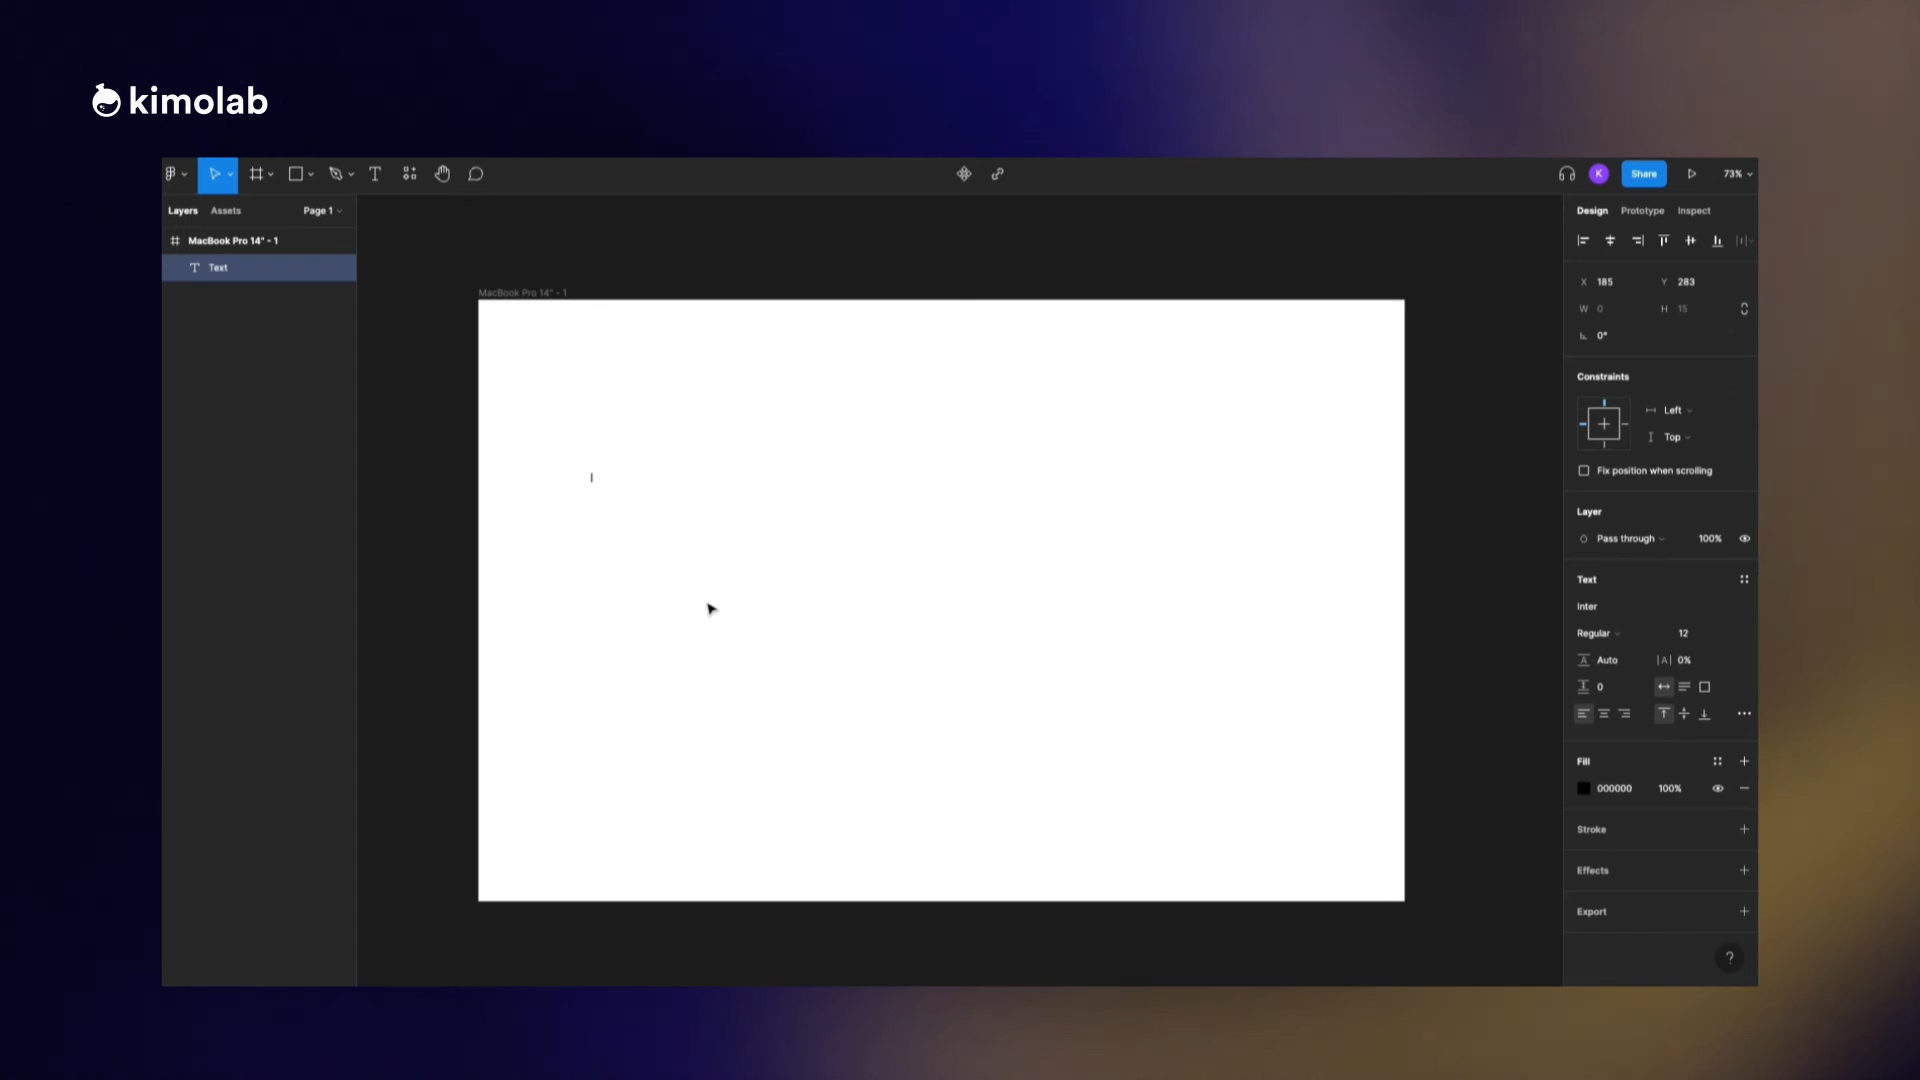 kimolab
K
Share
73%
Layers Assets Page 1
Design Prototype Inspect
MacBook Pro 14" - 1
Text
MacBook Pro 14" - 1
X 185 Y 283
W 0 H 15
0°
Constraints
Left
Top
Fix position when scrolling
Layer
Pass through 100%
Text
Inter
Regular 12
A Auto |A| 0%
0
Fill
000000 100%
Stroke
Effects
Export
?